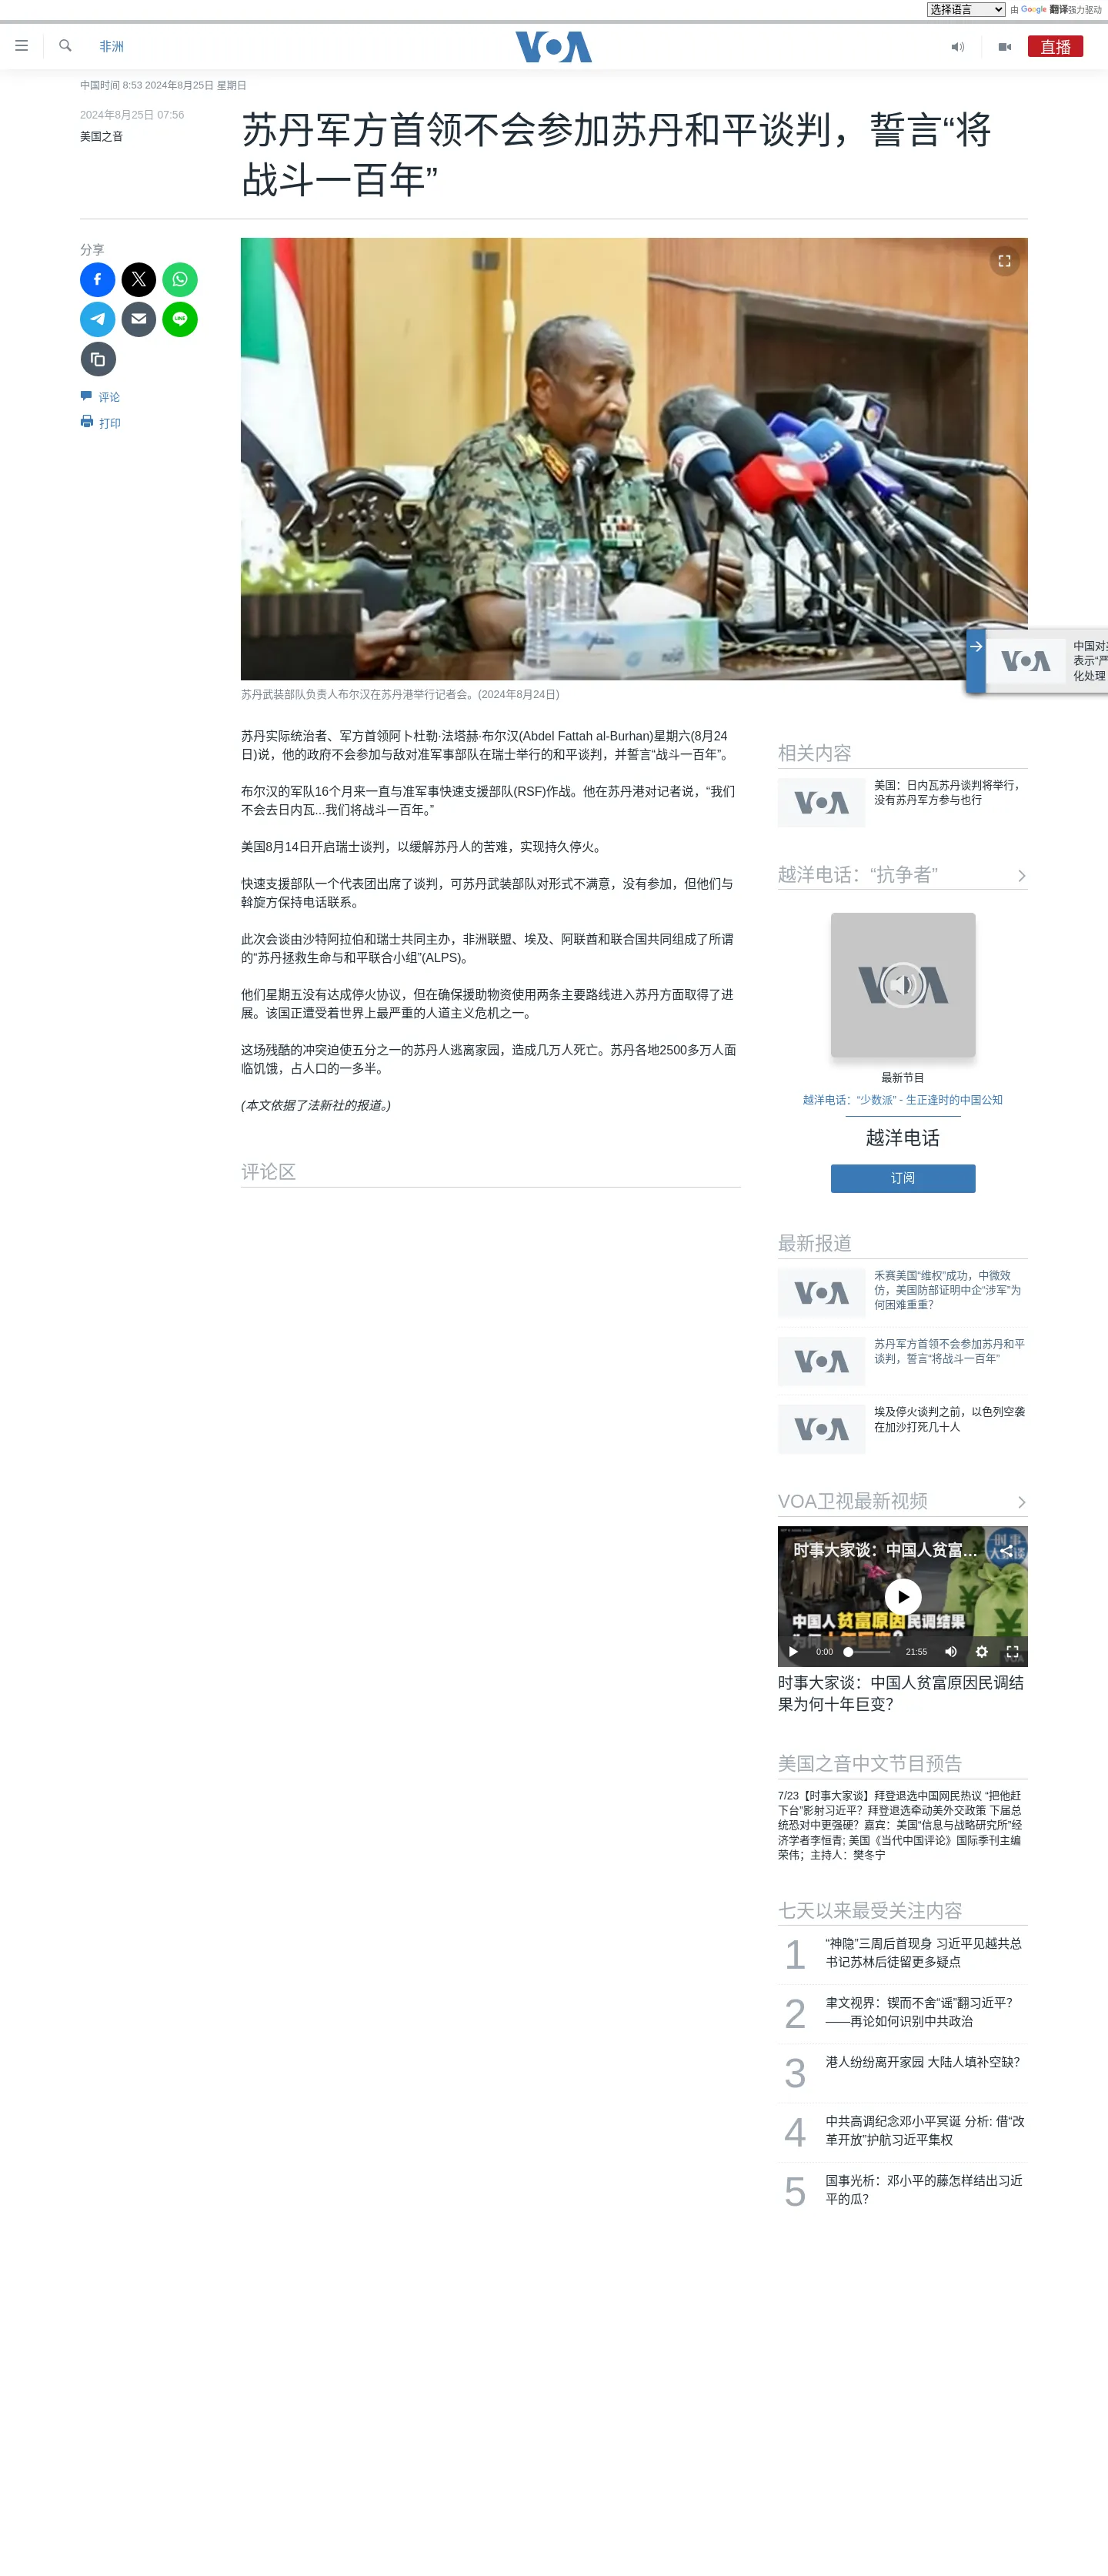 选择语言
由 Google 翻译强力驱动
非洲
VOA
直播
中国时间 8:53 2024年8月25日 星期日
2024年8月25日 07:56
美国之音
苏丹军方首领不会参加苏丹和平谈判，誓言“将
战斗一百年”
分享
评论
打印
苏丹武装部队负责人布尔汉在苏丹港举行记者会。(2024年8月24日)
苏丹实际统治者、军方首领阿卜杜勒·法塔赫·布尔汉(Abdel Fattah al-Burhan)星期六(8月24
日)说，他的政府不会参加与敌对准军事部队在瑞士举行的和平谈判，并誓言“战斗一百年”。
布尔汉的军队16个月来一直与准军事快速支援部队(RSF)作战。他在苏丹港对记者说，“我们
不会去日内瓦...我们将战斗一百年。”
美国8月14日开启瑞士谈判，以缓解苏丹人的苦难，实现持久停火。
快速支援部队一个代表团出席了谈判，可苏丹武装部队对形式不满意，没有参加，但他们与
斡旋方保持电话联系。
此次会谈由沙特阿拉伯和瑞士共同主办，非洲联盟、埃及、阿联酋和联合国共同组成了所谓
的“苏丹拯救生命与和平联合小组”(ALPS)。
他们星期五没有达成停火协议，但在确保援助物资使用两条主要路线进入苏丹方面取得了进
展。该国正遭受着世界上最严重的人道主义危机之一。
这场残酷的冲突迫使五分之一的苏丹人逃离家园，造成几万人死亡。苏丹各地2500多万人面
临饥饿，占人口的一多半。
(本文依据了法新社的报道。)
评论区
VOA
中国对美
表示“严
化处理
相关内容
VOA
美国：日内瓦苏丹谈判将举行，
没有苏丹军方参与也行
越洋电话：“抗争者”
VOA
最新节目
越洋电话：“少数派” - 生正逢时的中国公知
越洋电话
订阅
最新报道
VOA
禾赛美国“维权”成功，中微效
仿，美国防部证明中企“涉军”为
何困难重重？
VOA
苏丹军方首领不会参加苏丹和平
谈判，誓言“将战斗一百年”
VOA
埃及停火谈判之前，以色列空袭
在加沙打死几十人
VOA卫视最新视频
时事大家谈：中国人贫富...
时事
大家谈
中国人贫富原因民调结果
为何十年巨变？
0:00
21:55
VOA
时事大家谈：中国人贫富原因民调结
果为何十年巨变？
美国之音中文节目预告
7/23【时事大家谈】拜登退选中国网民热议 “把他赶
下台”影射习近平？拜登退选牵动美外交政策 下届总
统恐对中更强硬？嘉宾：美国“信息与战略研究所”经
济学者李恒青; 美国《当代中国评论》国际季刊主编
荣伟；主持人：樊冬宁
七天以来最受关注内容
1
“神隐”三周后首现身 习近平见越共总
书记苏林后徒留更多疑点
2
聿文视界：锲而不舍“谣”翻习近平？
——再论如何识别中共政治
3
港人纷纷离开家园 大陆人填补空缺？
4
中共高调纪念邓小平冥诞 分析: 借“改
革开放”护航习近平集权
5
国事光析：邓小平的藤怎样结出习近
平的瓜？